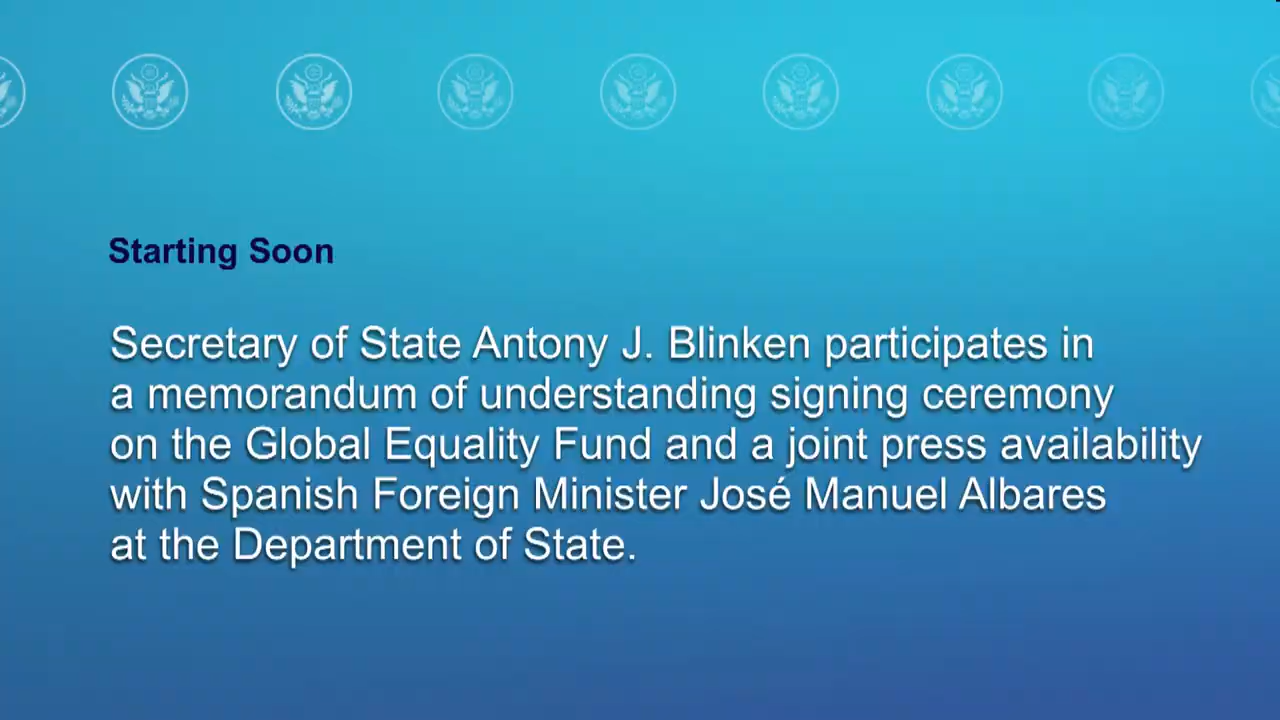 Starting Soon
Secretary of State Antony J. Blinken participates in
a memorandum of understanding signing ceremony
on the Global Equality Fund and a joint press availability
with Spanish Foreign Minister José Manuel Albares
at the Department of State.